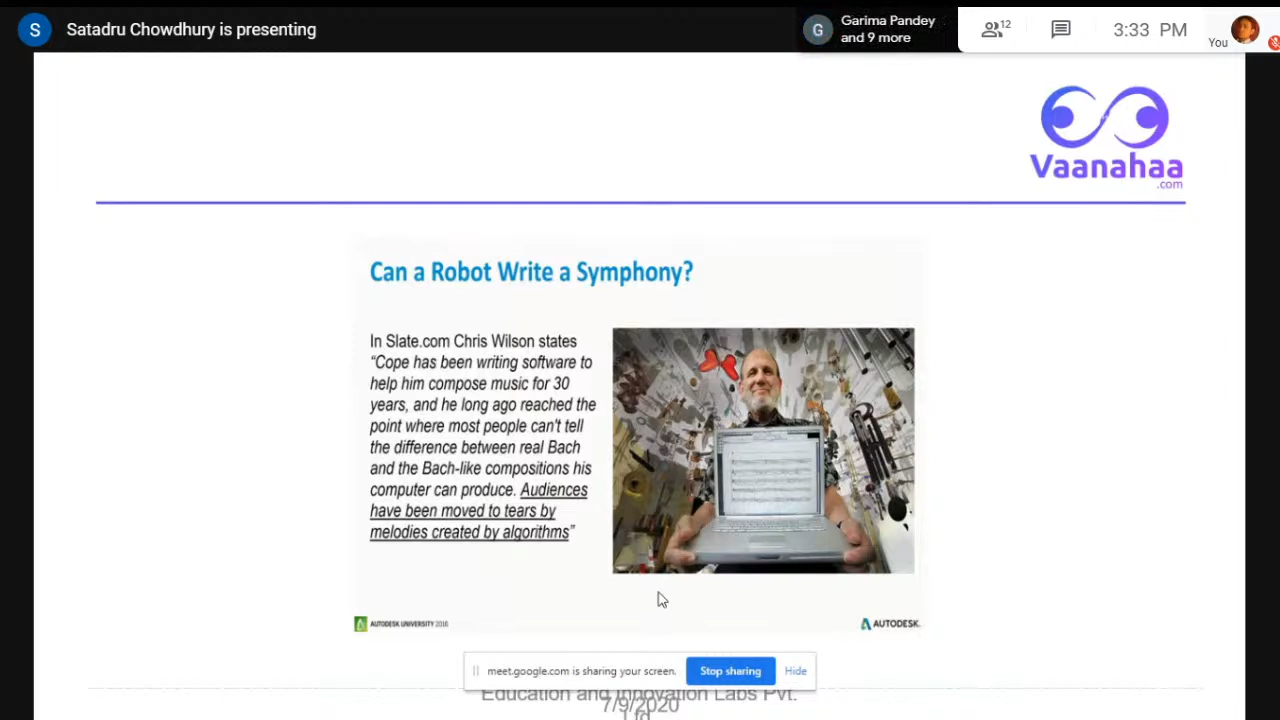 S
Satadru Chowdhury is presenting
G
Garima Pandey
and 9 more
12
3:33 PM
You
Vaanahaa
.com
Can a Robot Write a Symphony?
In Slate.com Chris Wilson states
“Cope has been writing software to
help him compose music for 30
years, and he long ago reached the
point where most people can't tell
the difference between real Bach
and the Bach-like compositions his
computer can produce. Audiences
have been moved to tears by
melodies created by algorithms”
AUTODESK UNIVERSITY 2016
AUTODESK.
meet.google.com is sharing your screen.
Stop sharing
Hide
Education and Innovation Labs Pvt.
7/9/2020
Ltd